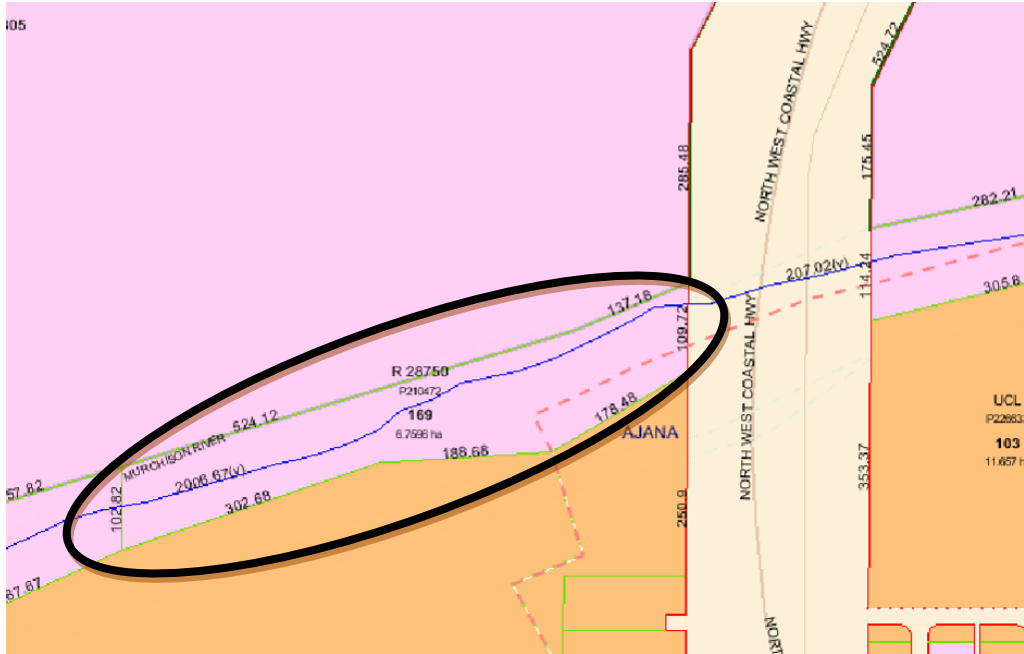 305
NORTH WEST COASTAL HWY
524.72
285.48
175.45
282.21
207.02(v)
114.24
305.8
137.18
109.72
R 28750
P210472
169
6.7596 ha
524.12
MURCHISON RIVER
178.48
AJANA
NORTH WEST COASTAL HWY
UCL
103
11.657 h
188.68
2006.67(v)
57.82
102.82
302.68
353.37
250.9
87.67
NORT